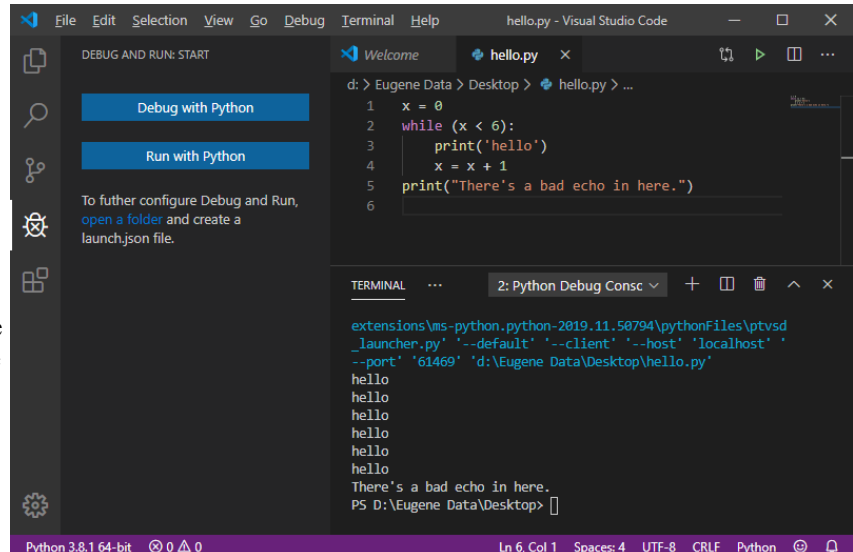 File Edit Selection View Go Debug Terminal Help hello.py - Visual Studio Code
DEBUG AND RUN: START
Debug with Python
Run with Python
To futher configure Debug and Run,
open a folder and create a
launch.json file.
Welcome hello.py
d: > Eugene Data > Desktop > hello.py > ...
1 x = 0
2 while (x < 6):
3 print('hello')
4 x = x + 1
5 print("There's a bad echo in here.")
6
TERMINAL ... 2: Python Debug Consc
extensions\ms-python.python-2019.11.50794\pythonFiles\ptvsd
_launcher.py' '--default' '--client' '--host' 'localhost' '
--port' '61469' 'd:\Eugene Data\Desktop\hello.py'
hello
hello
hello
hello
hello
hello
There's a bad echo in here.
PS D:\Eugene Data\Desktop>
Python 3.8.1 64-bit 0 0 Ln 6, Col 1 Spaces: 4 UTF-8 CRLF Python